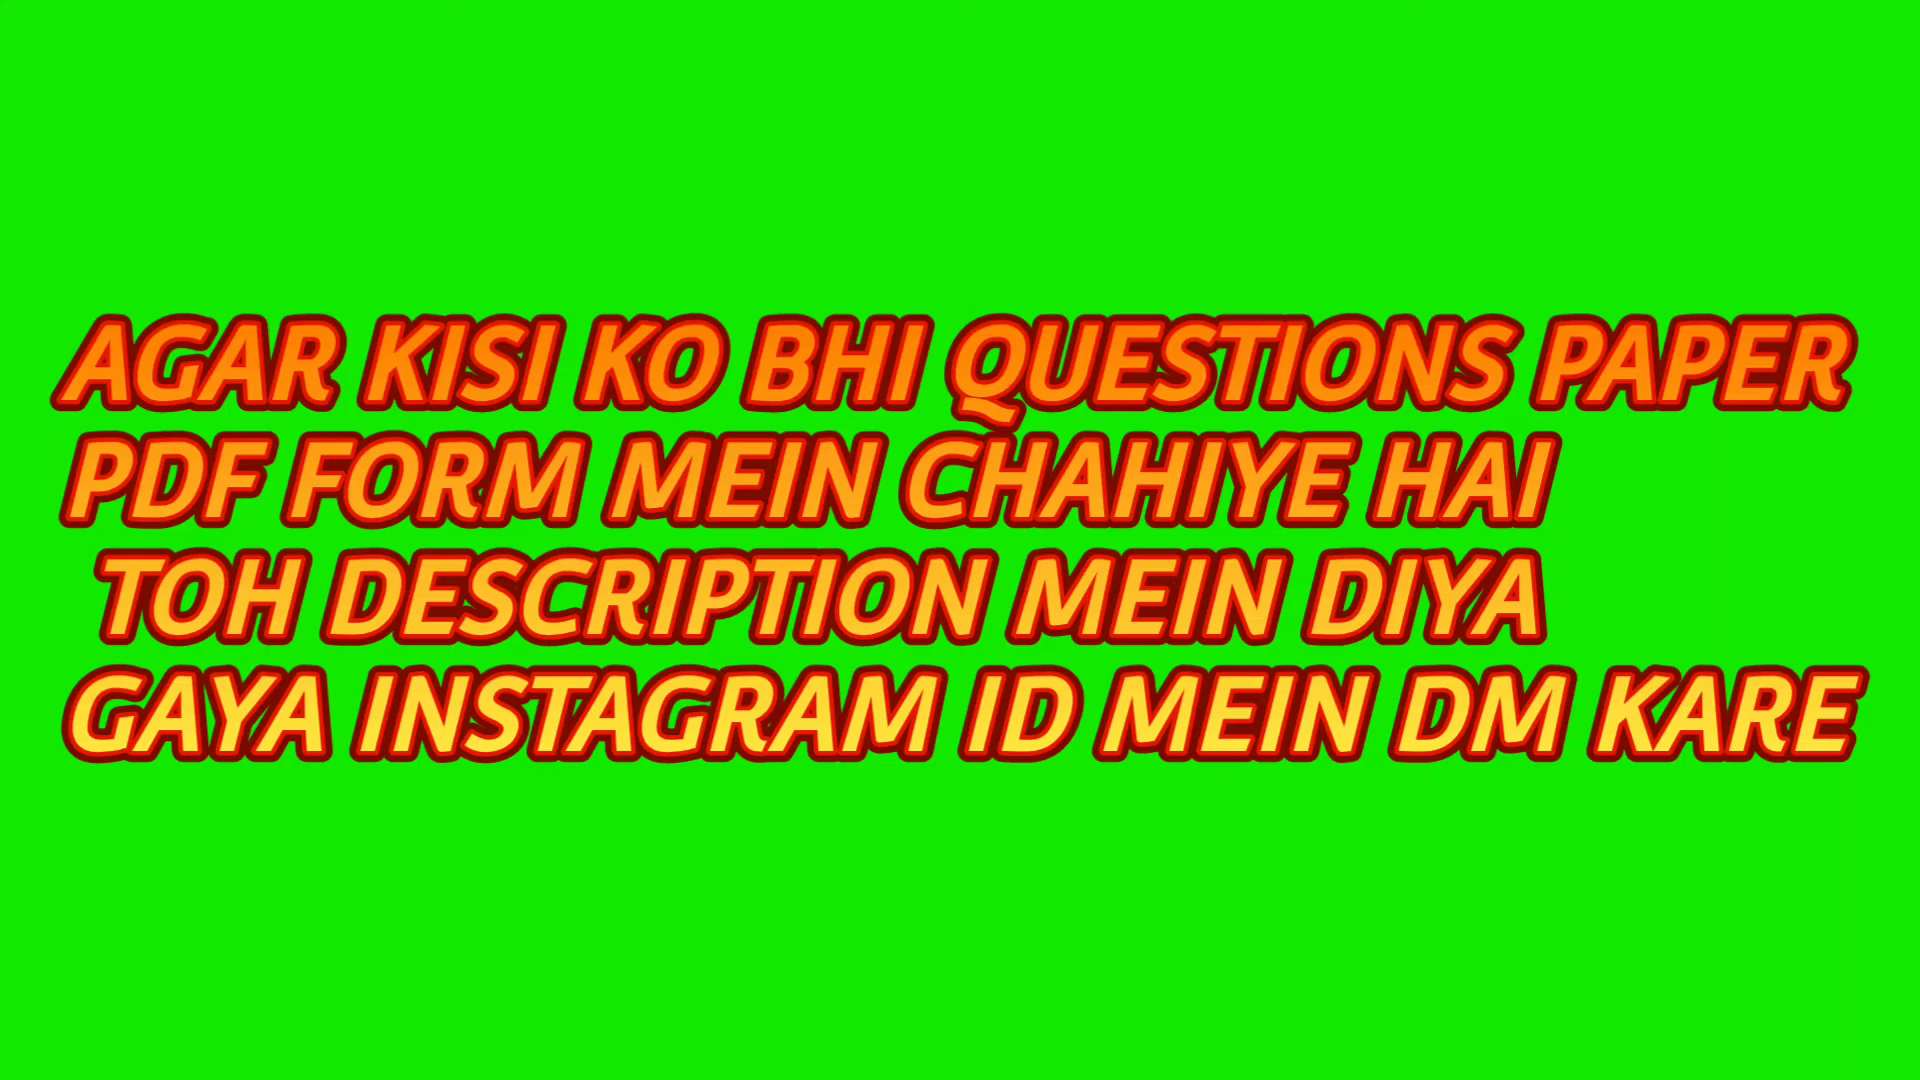 AGAR KISI KO BHI QUESTIONS PAPER
PDF FORM MEIN CHAHIYE HAI
TOH DESCRIPTION MEIN DIYA
GAYA INSTAGRAM ID MEIN DM KARE